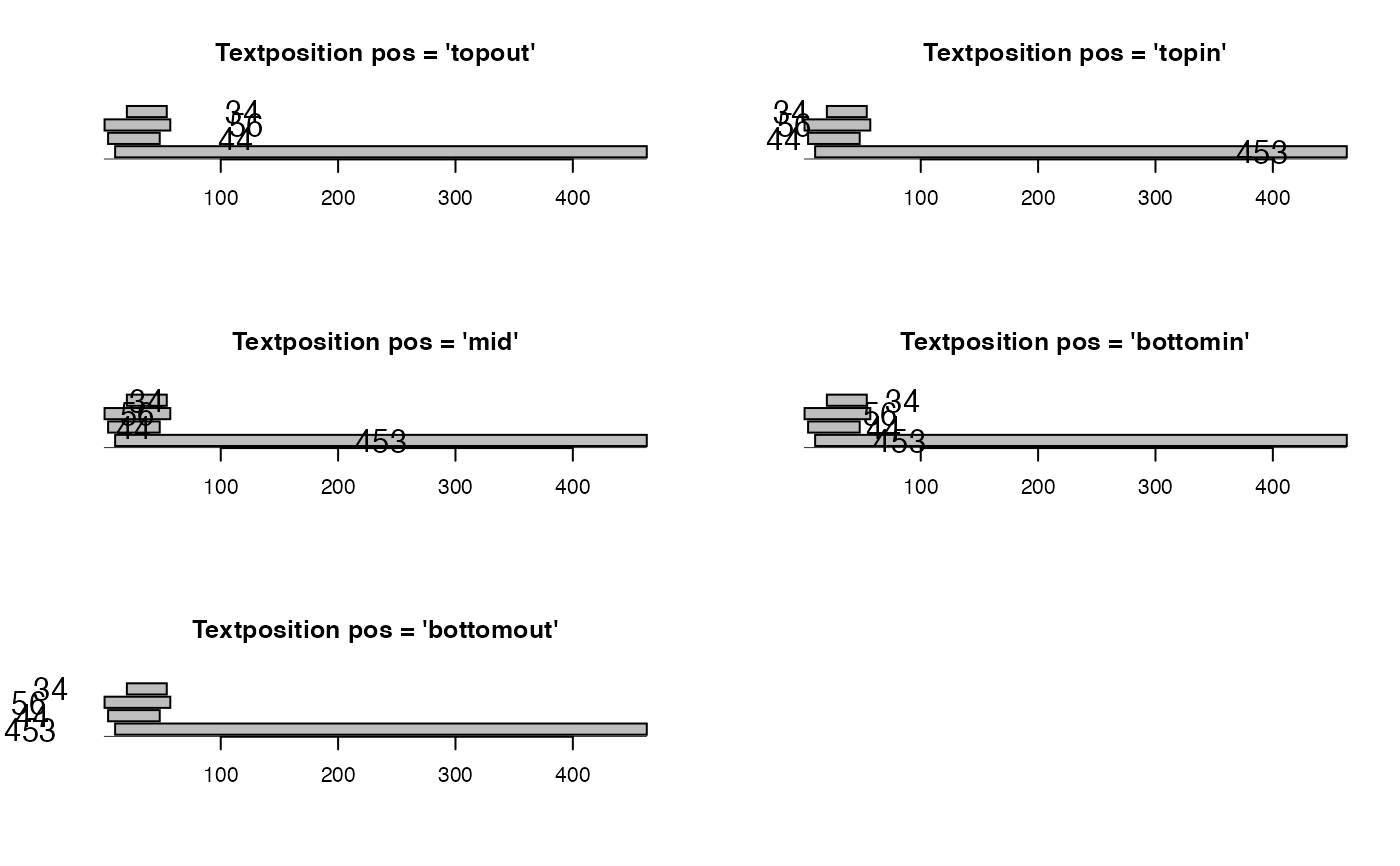 Textposition pos = 'topout'
34
56
44
100 200 300 400
Textposition pos = 'topin'
34
56
44
453
100 200 300 400
Textposition pos = 'mid'
34
56
44
453
100 200 300 400
Textposition pos = 'bottomin'
34
56
44
453
100 200 300 400
Textposition pos = 'bottomout'
34
56
44
453
100 200 300 400